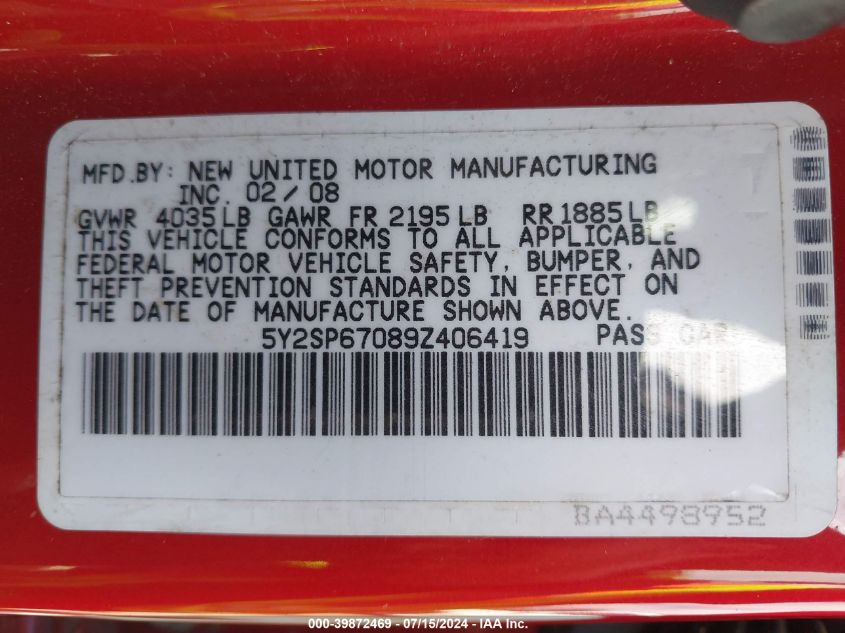 MFD.BY: NEW UNITED MOTOR MANUFACTURING
INC. 02/08
GVWR 4035LB GAWR FR 2195LB RR 1885LB
THIS VEHICLE CONFORMS TO ALL APPLICABLE
FEDERAL MOTOR VEHICLE SAFETY, BUMPER, AND
THEFT PREVENTION STANDARDS IN EFFECT ON
THE DATE OF MANUFACTURE SHOWN ABOVE.
5Y2SP67089Z406419 PASS CAR
BA4498952
000-39872469 - 07/15/2024 - IAA Inc.